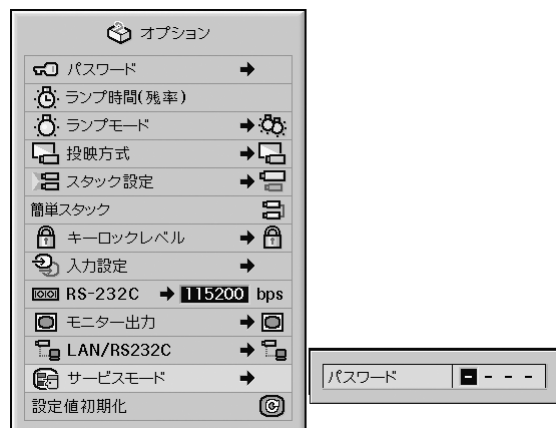 オプション
パスワード
ランプ時間(残率)
ランプモード
投映方式
スタック設定
簡単スタック
キーロックレベル
入力設定
RS-232C 115200 bps
モニター出力
LAN/RS232C
サービスモード
設定値初期化
パスワード - - - -